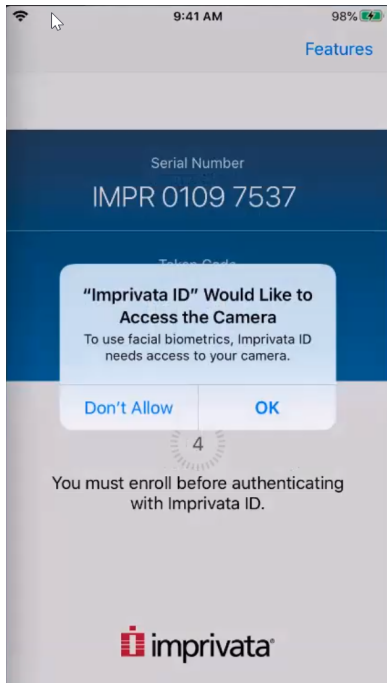 9:41 AM
98%
Features
Serial Number
IMPR 0109 7537
Token Code
"Imprivata ID" Would Like to
Access the Camera
To use facial biometrics, Imprivata ID
needs access to your camera.
Don't Allow
OK
4
You must enroll before authenticating
with Imprivata ID.
imprivata®